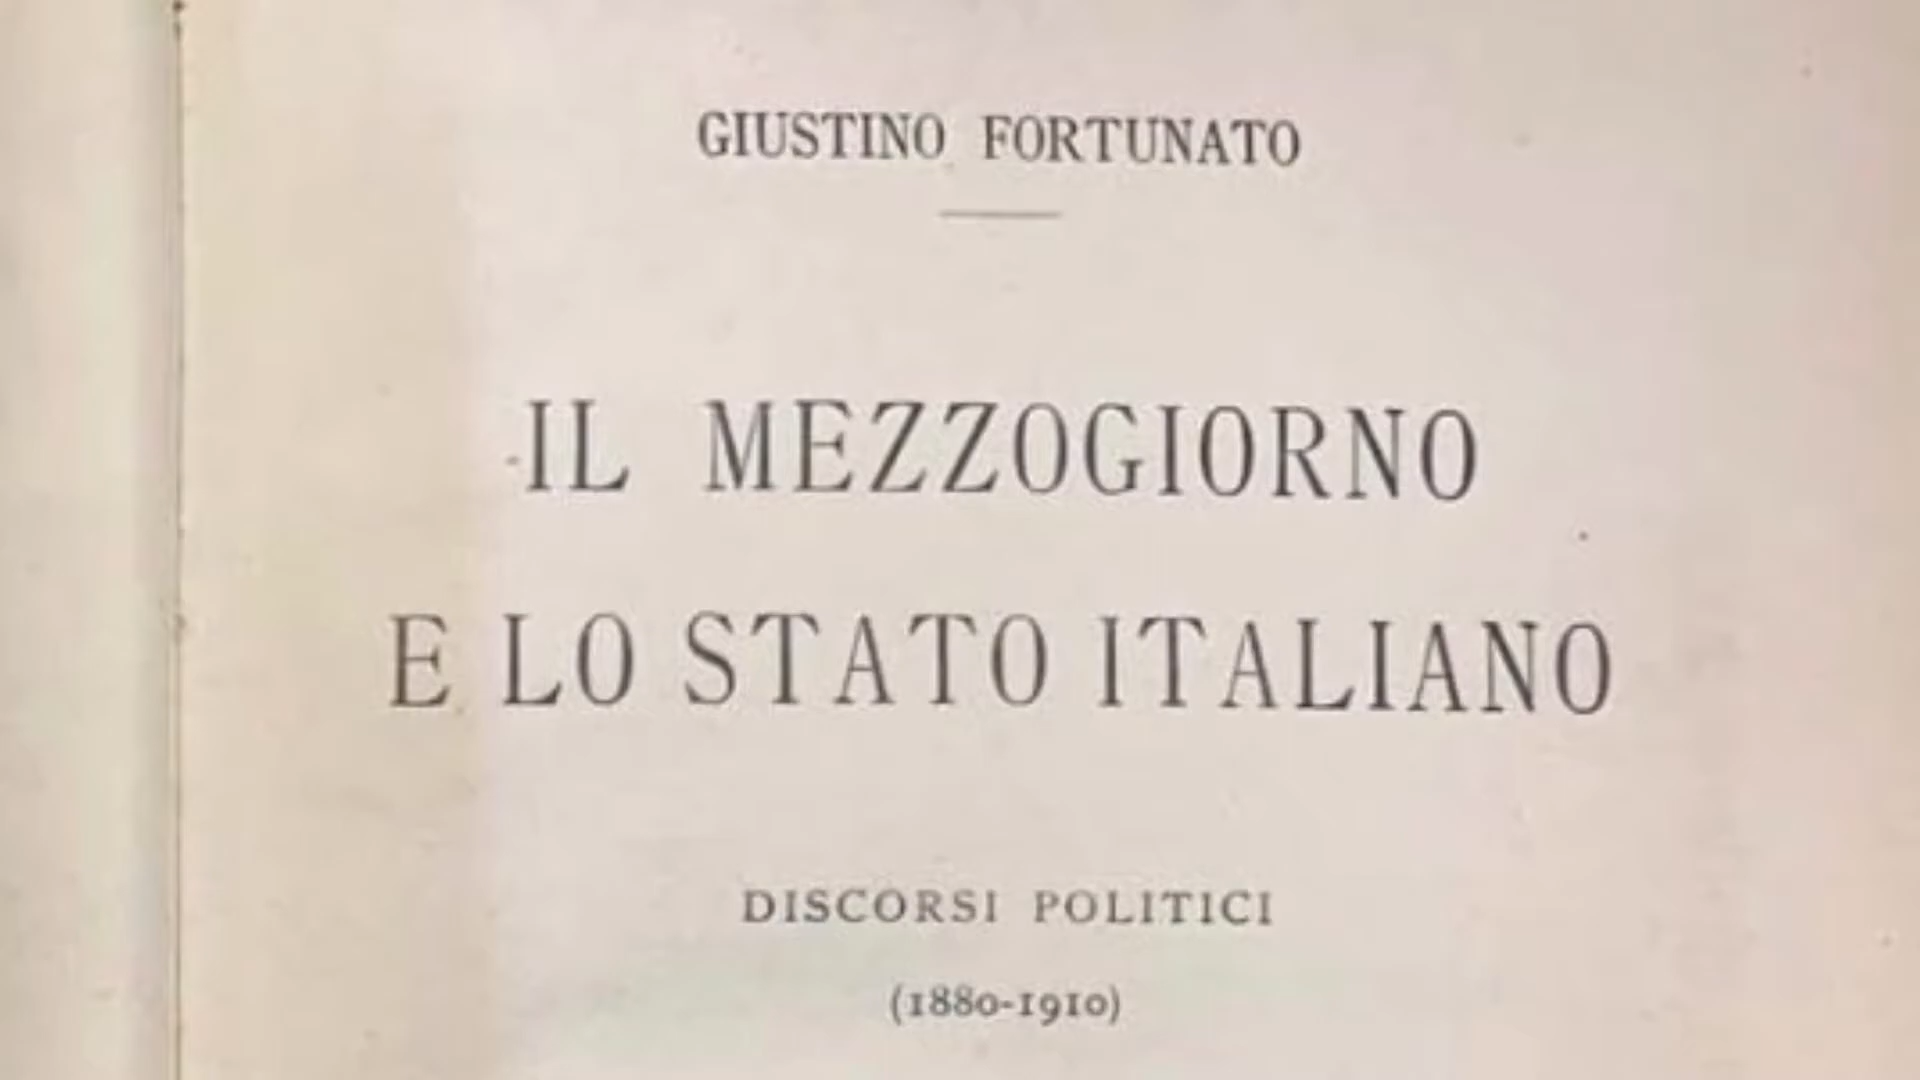 GIUSTINO FORTUNATO
IL MEZZOGIORNO
E LO STATO ITALIANO
DISCORSI POLITICI
(1880-1910)